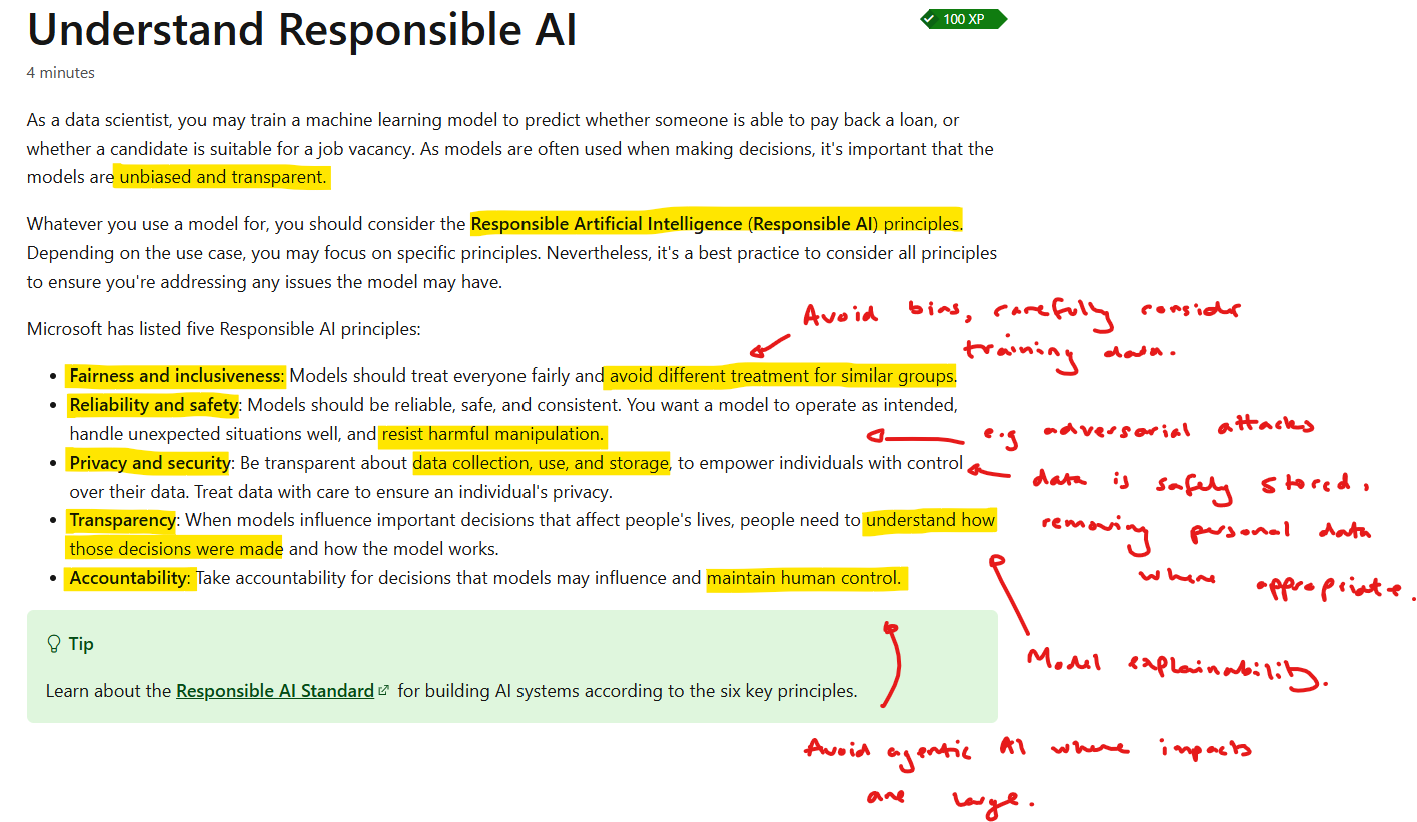 Understand Responsible AI
100 XP
4 minutes
As a data scientist, you may train a machine learning model to predict whether someone is able to pay back a loan, or
whether a candidate is suitable for a job vacancy. As models are often used when making decisions, it's important that the
models are unbiased and transparent.
Whatever you use a model for, you should consider the Responsible Artificial Intelligence (Responsible AI) principles.
Depending on the use case, you may focus on specific principles. Nevertheless, it's a best practice to consider all principles
to ensure you're addressing any issues the model may have.
Microsoft has listed five Responsible AI principles:
Avoid bias, carefully consider
training data.
• Fairness and inclusiveness: Models should treat everyone fairly and avoid different treatment for similar groups.
• Reliability and safety: Models should be reliable, safe, and consistent. You want a model to operate as intended,
handle unexpected situations well, and resist harmful manipulation.
e.g adversarial attacks
• Privacy and security: Be transparent about data collection, use, and storage, to empower individuals with control
over their data. Treat data with care to ensure an individual's privacy.
data is safely stored,
removing personal data
where appropriate.
• Transparency: When models influence important decisions that affect people's lives, people need to understand how
those decisions were made and how the model works.
Model explainability.
• Accountability: Take accountability for decisions that models may influence and maintain human control.
Tip
Learn about the Responsible AI Standard for building AI systems according to the six key principles.
Avoid agentic AI where impacts
are large.